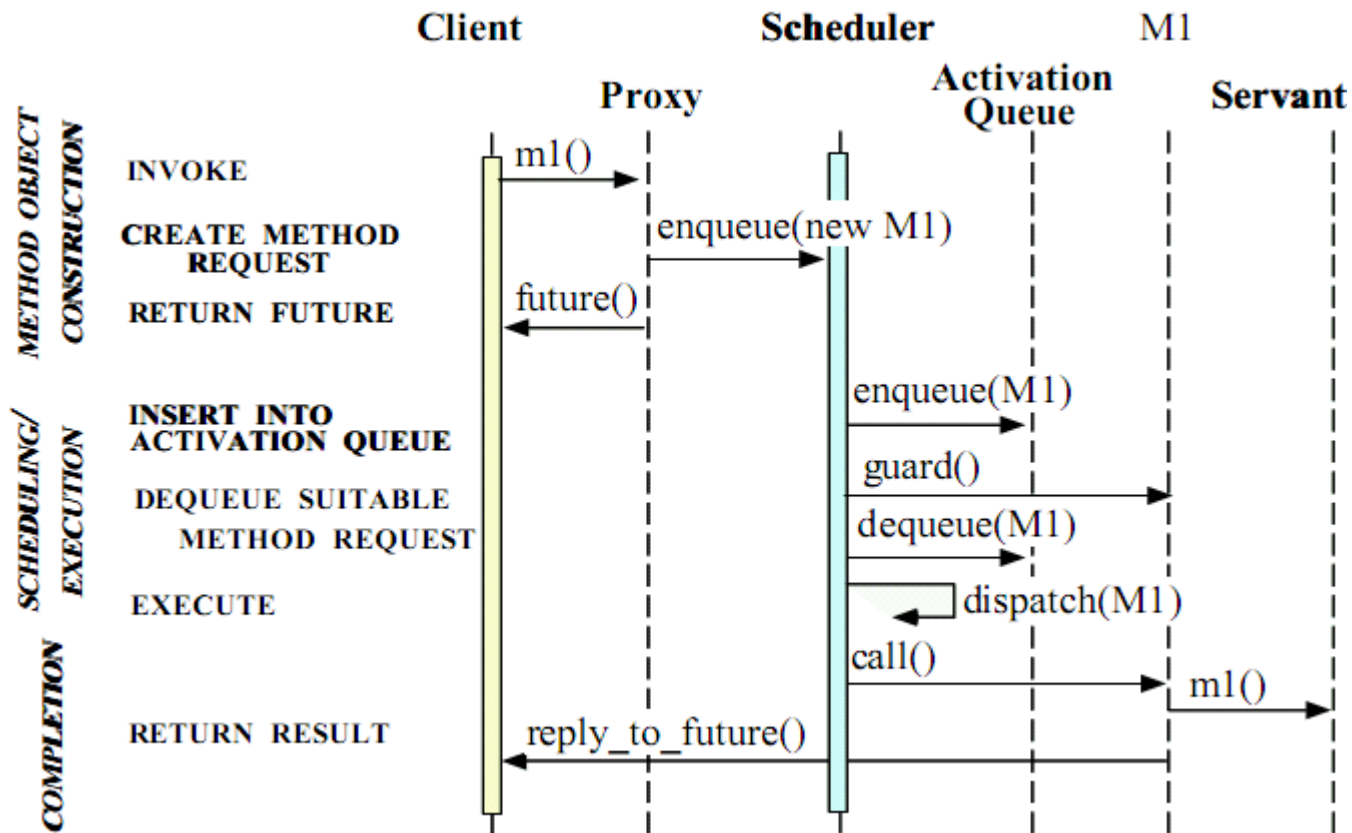 Client
Scheduler
M1
Proxy
Activation
Queue
Servant
METHOD OBJECT
CONSTRUCTION
INVOKE
m1()
CREATE METHOD
REQUEST
enqueue(new M1)
RETURN FUTURE
future()
SCHEDULING/
EXECUTION
INSERT INTO
ACTIVATION QUEUE
enqueue(M1)
DEQUEUE SUITABLE
METHOD REQUEST
guard()
dequeue(M1)
EXECUTE
dispatch(M1)
COMPLETION
call()
m1()
RETURN RESULT
reply_to_future()